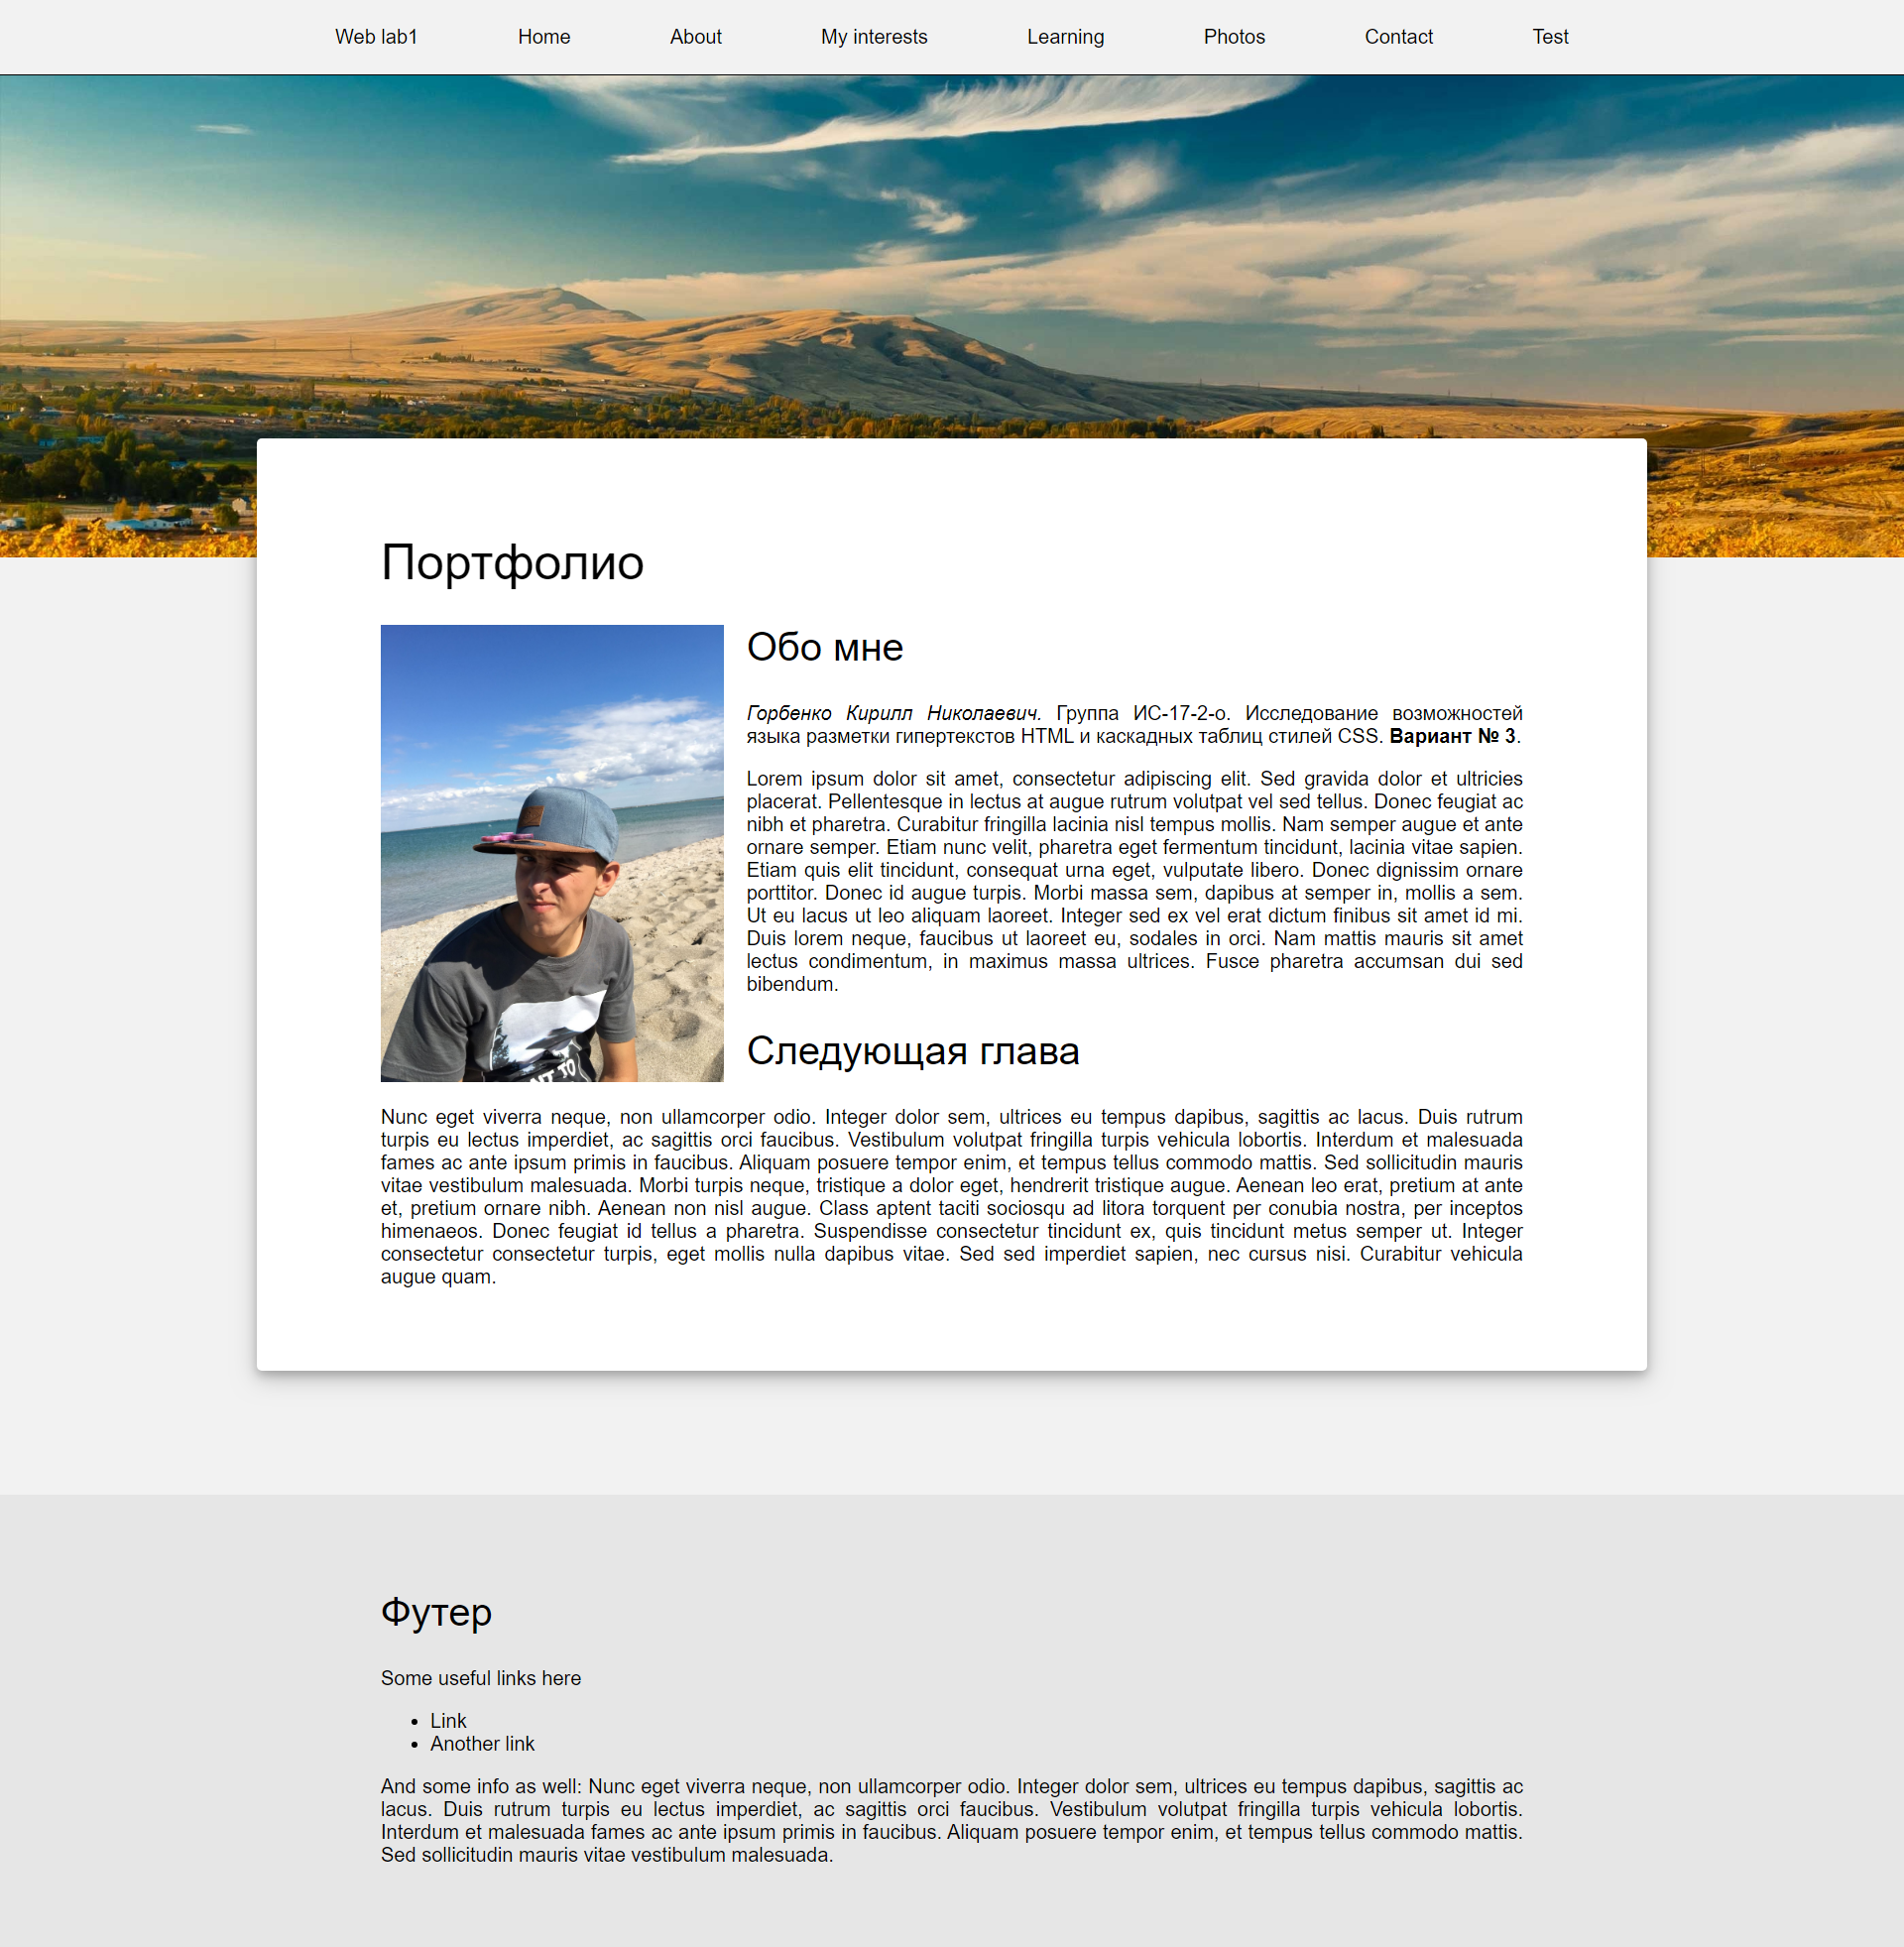 Web lab1 Home About My interests Learning Photos Contact Test
Портфолио
Обо мне
Горбенко Кирилл Николаевич. Группа ИС-17-2-о. Исследование возможностей
языка разметки гипертекстов HTML и каскадных таблиц стилей CSS. Вариант № 3.
Lorem ipsum dolor sit amet, consectetur adipiscing elit. Sed gravida dolor et ultricies
placerat. Pellentesque in lectus at augue rutrum volutpat vel sed tellus. Donec feugiat ac
nibh et pharetra. Curabitur fringilla lacinia nisl tempus mollis. Nam semper augue et ante
ornare semper. Etiam nunc velit, pharetra eget fermentum tincidunt, lacinia vitae sapien.
Etiam quis elit tincidunt, consequat urna eget, vulputate libero. Donec dignissim ornare
porttitor. Donec id augue turpis. Morbi massa sem, dapibus at semper in, mollis a sem.
Ut eu lacus ut leo aliquam laoreet. Integer sed ex vel erat dictum finibus sit amet id mi.
Duis lorem neque, faucibus ut laoreet eu, sodales in orci. Nam mattis mauris sit amet
lectus condimentum, in maximus massa ultrices. Fusce pharetra accumsan dui sed
bibendum.
Следующая глава
Nunc eget viverra neque, non ullamcorper odio. Integer dolor sem, ultrices eu tempus dapibus, sagittis ac lacus. Duis rutrum
turpis eu lectus imperdiet, ac sagittis orci faucibus. Vestibulum volutpat fringilla turpis vehicula lobortis. Interdum et malesuada
fames ac ante ipsum primis in faucibus. Aliquam posuere tempor enim, et tempus tellus commodo mattis. Sed sollicitudin mauris
vitae vestibulum malesuada. Morbi turpis neque, tristique a dolor eget, hendrerit tristique augue. Aenean leo erat, pretium at ante
et, pretium ornare nibh. Aenean non nisl augue. Class aptent taciti sociosqu ad litora torquent per conubia nostra, per inceptos
himenaeos. Donec feugiat id tellus a pharetra. Suspendisse consectetur tincidunt ex, quis tincidunt metus semper ut. Integer
consectetur consectetur turpis, eget mollis nulla dapibus vitae. Sed sed imperdiet sapien, nec cursus nisi. Curabitur vehicula
augue quam.
Футер
Some useful links here
• Link
• Another link
And some info as well: Nunc eget viverra neque, non ullamcorper odio. Integer dolor sem, ultrices eu tempus dapibus, sagittis ac
lacus. Duis rutrum turpis eu lectus imperdiet, ac sagittis orci faucibus. Vestibulum volutpat fringilla turpis vehicula lobortis.
Interdum et malesuada fames ac ante ipsum primis in faucibus. Aliquam posuere tempor enim, et tempus tellus commodo mattis.
Sed sollicitudin mauris vitae vestibulum malesuada.